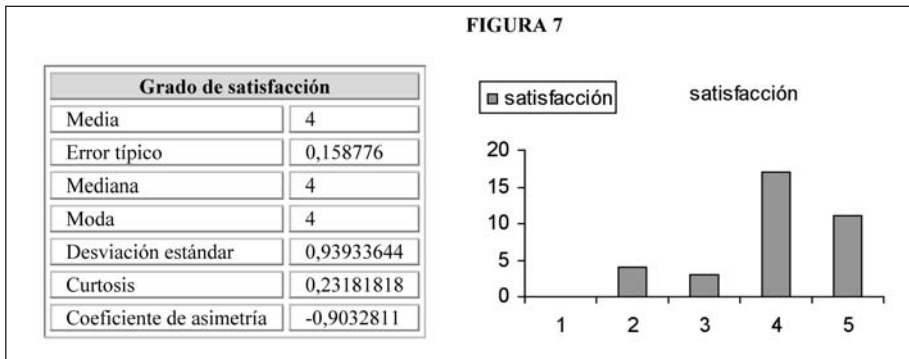 FIGURA 7
Grado de satisfacción
Media 4
Error típico 0,158776
Mediana 4
Moda 4
Desviación estándar 0,93933644
Curtosis 0,23181818
Coeficiente de asimetría -0,9032811
satisfacción
satisfacción
20
15
10
5
0
1 2 3 4 5